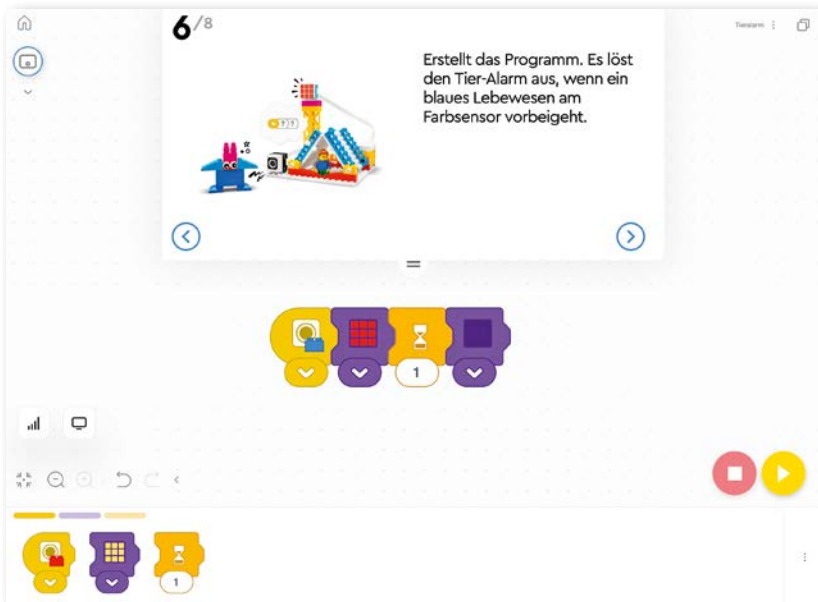 6/8
Tieralarm
Erstellt das Programm. Es löst
den Tier-Alarm aus, wenn ein
blaues Lebewesen am
Farbsensor vorbeigeht.
??
1
1